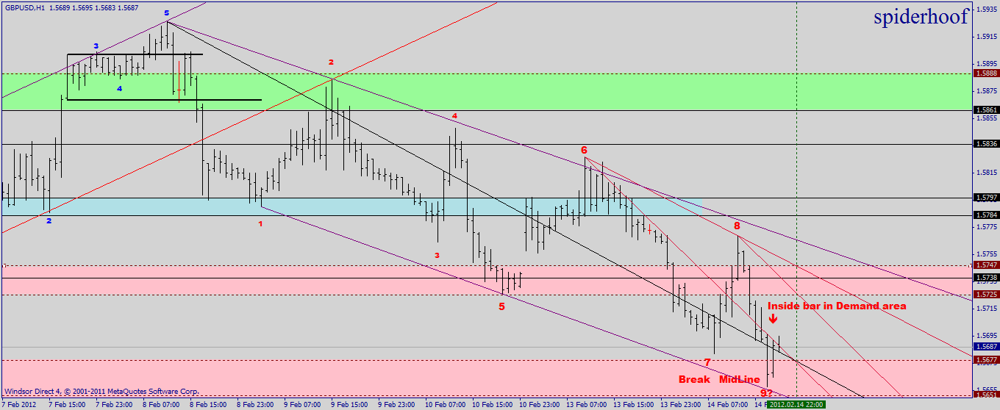 GBPUSD,H1 1.5689 1.5695 1.5683 1.5687
spiderhoof
5
3
4
2
2
1
4
3
5
6
8
7
9?
Inside bar in Demand area
Break MidLine
Windsor Direct 4, © 2001-2011 MetaQuotes Software Corp.
1.5935
1.5915
1.5895
1.5888
1.5875
1.5861
1.5855
1.5836
1.5815
1.5797
1.5784
1.5775
1.5755
1.5747
1.5738
1.5725
1.5715
1.5695
1.5687
1.5677
1.5655
1.5651
7 Feb 2012
7 Feb 15:00
7 Feb 23:00
8 Feb 07:00
8 Feb 15:00
8 Feb 23:00
9 Feb 07:00
9 Feb 15:00
9 Feb 23:00
10 Feb 07:00
10 Feb 15:00
10 Feb 23:00
13 Feb 07:00
13 Feb 15:00
13 Feb 23:00
14 Feb 07:00
14 F
2012.02.14 22:00